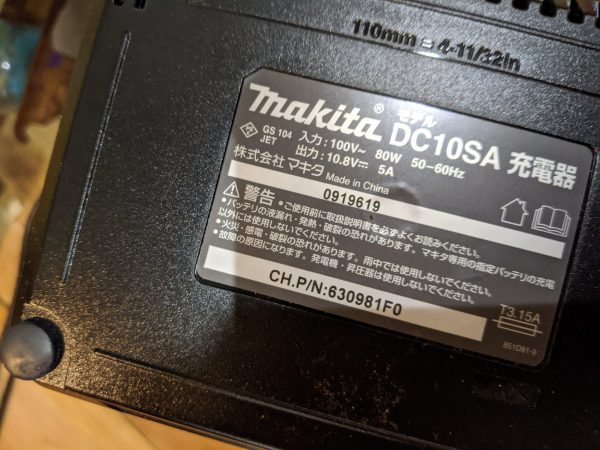 110mm = 4-11/32in
makita® モデル DC10SA 充電器
PSE GS 104 JET 入力:100V~ 80W 50-60Hz
出力:10.8V⎓ 5A
株式会社 マキタ Made in China
0919619
⚠警告 •ご使用前に取扱説明書を必ずよくお読みください。
•バッテリの液漏れ・発熱・破裂の恐れがあります。マキタ専用の指定バッテリの充電
以外には使用しないでください。
•火災・感電・破裂の恐れがあります。雨中では使用しないでください。
•故障の原因になります。発電機・昇圧器は使用しないでください。
CH.P/N:630981F0
T3.15A
851D81-9